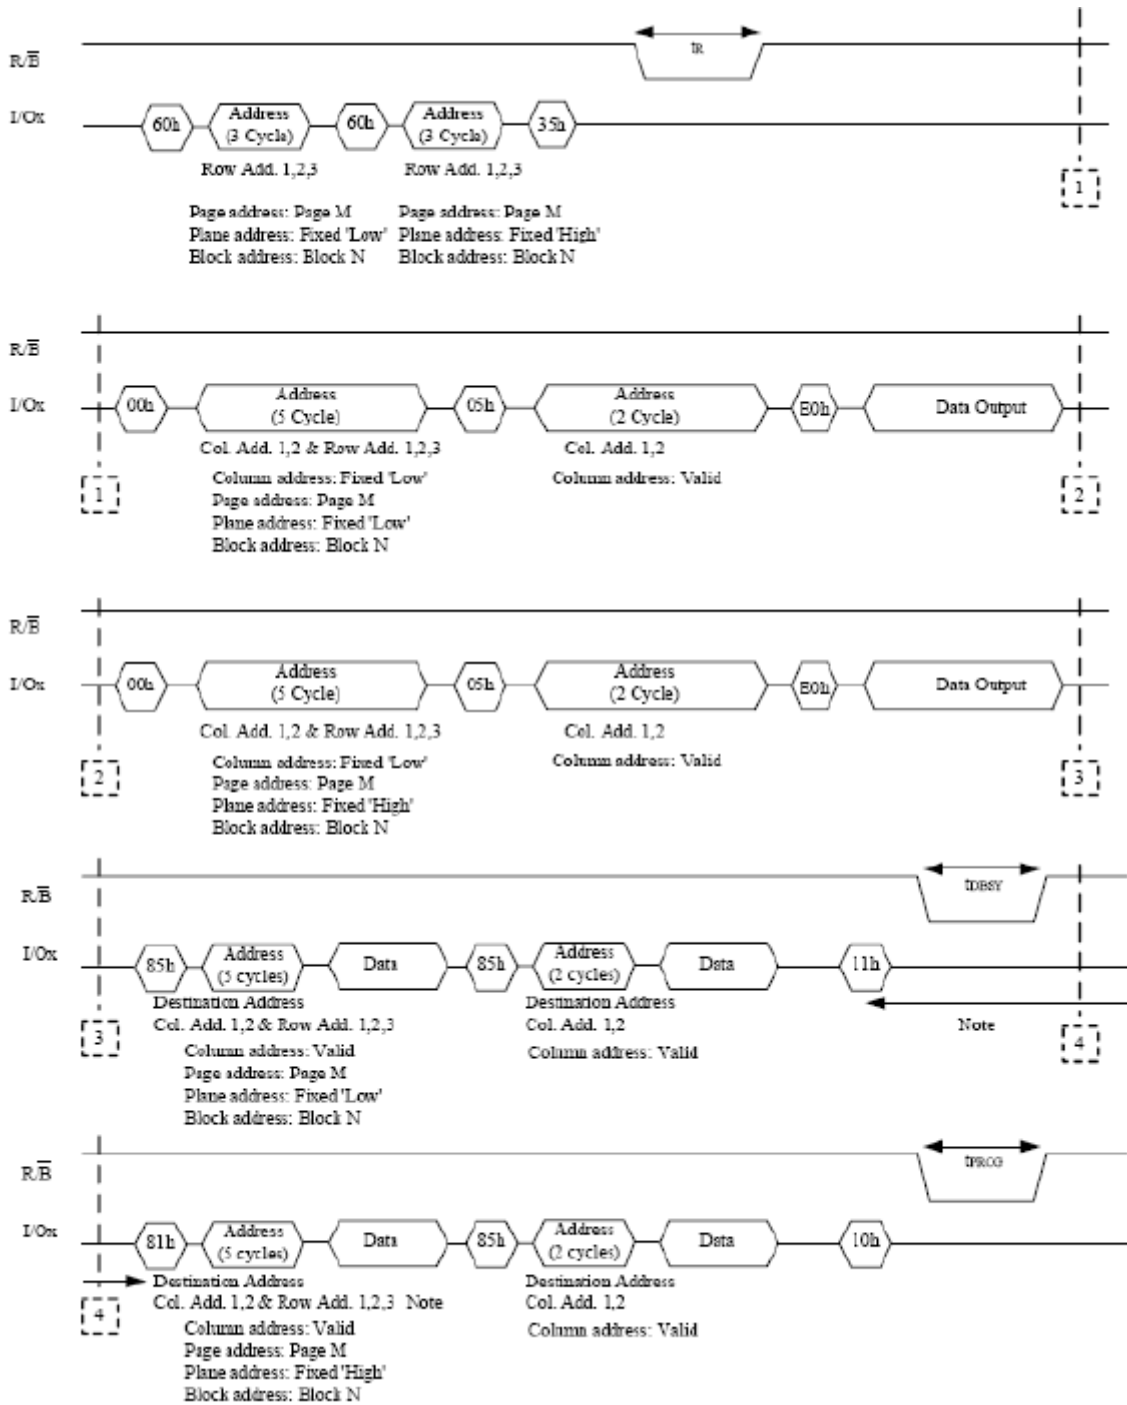 R/B tR
I/Ox 60h Address (3 Cycle) 60h Address (3 Cycle) 35h
Row Add. 1,2,3 Row Add. 1,2,3
1
Page address: Page M Page address: Page M
Plane address: Fixed 'Low' Plane address: Fixed 'High'
Block address: Block N Block address: Block N
R/B
I/Ox 00h Address (5 Cycle) 05h Address (2 Cycle) E0h Data Output
Col. Add. 1,2 & Row Add. 1,2,3 Col. Add. 1,2
Column address: Fixed 'Low' Column address: Valid
1 Page address: Page M 2
Plane address: Fixed 'Low'
Block address: Block N
R/B
I/Ox 00h Address (5 Cycle) 05h Address (2 Cycle) E0h Data Output
Col. Add. 1,2 & Row Add. 1,2,3 Col. Add. 1,2
Column address: Fixed 'Low' Column address: Valid
2 Page address: Page M 3
Plane address: Fixed 'High'
Block address: Block N
R/B tDBSY
I/Ox 85h Address (5 cycles) Data 85h Address (2 cycles) Data 11h
Destination Address Destination Address
Col. Add. 1,2 & Row Add. 1,2,3 Col. Add. 1,2 Note
3 Column address: Valid Column address: Valid 4
Page address: Page M
Plane address: Fixed 'Low'
Block address: Block N
R/B tPROG
I/Ox 81h Address (5 cycles) Data 85h Address (2 cycles) Data 10h
Destination Address Destination Address
Col. Add. 1,2 & Row Add. 1,2,3 Note Col. Add. 1,2
4 Column address: Valid Column address: Valid
Page address: Page M
Plane address: Fixed 'High'
Block address: Block N